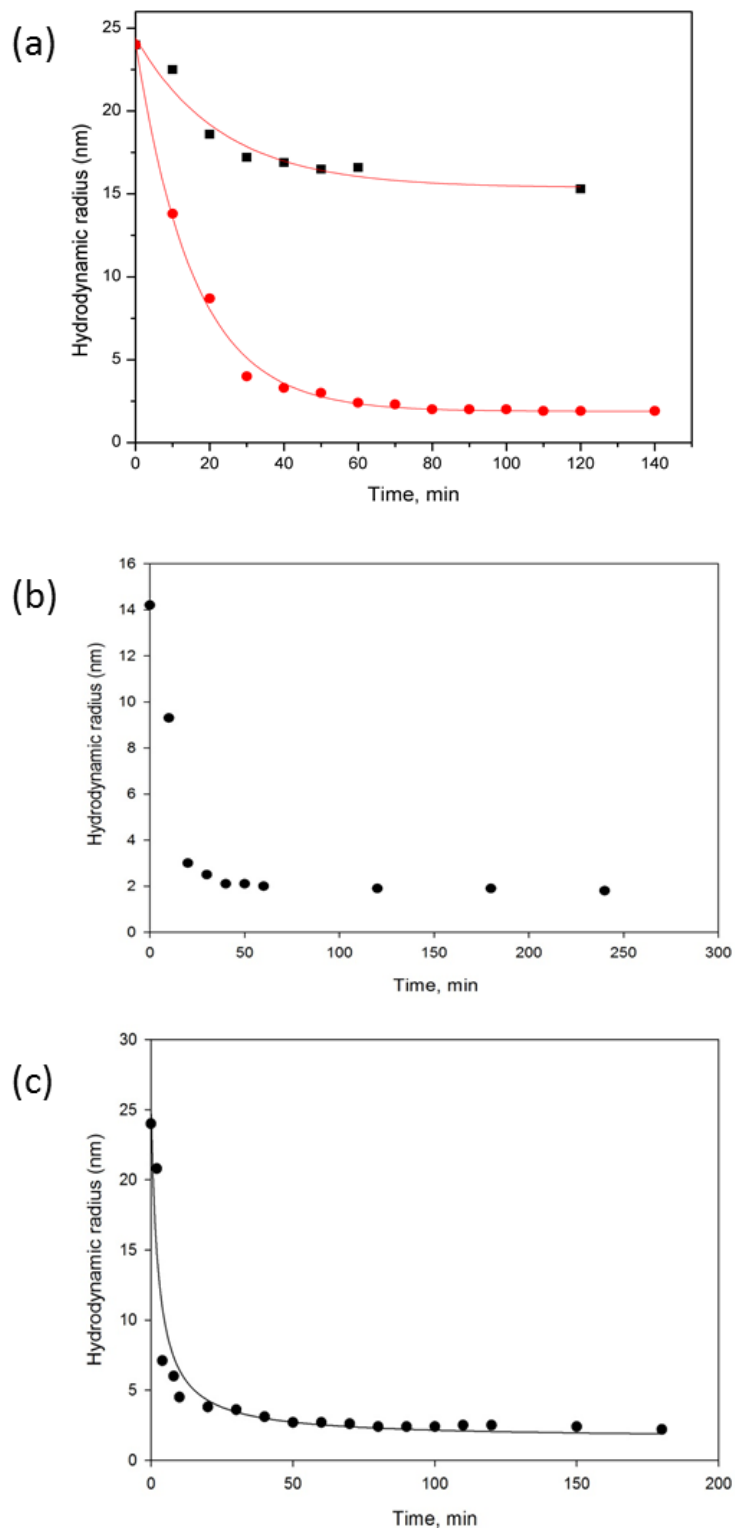 (a)
25
20
15
10
5
0
Hydrodynamic radius (nm)
0 20 40 60 80 100 120 140
Time, min
(b)
16
14
12
10
8
6
4
2
0
Hydrodynamic radius (nm)
0 50 100 150 200 250 300
Time, min
(c)
30
25
20
15
10
5
0
Hydrodynamic radius (nm)
0 50 100 150 200
Time, min